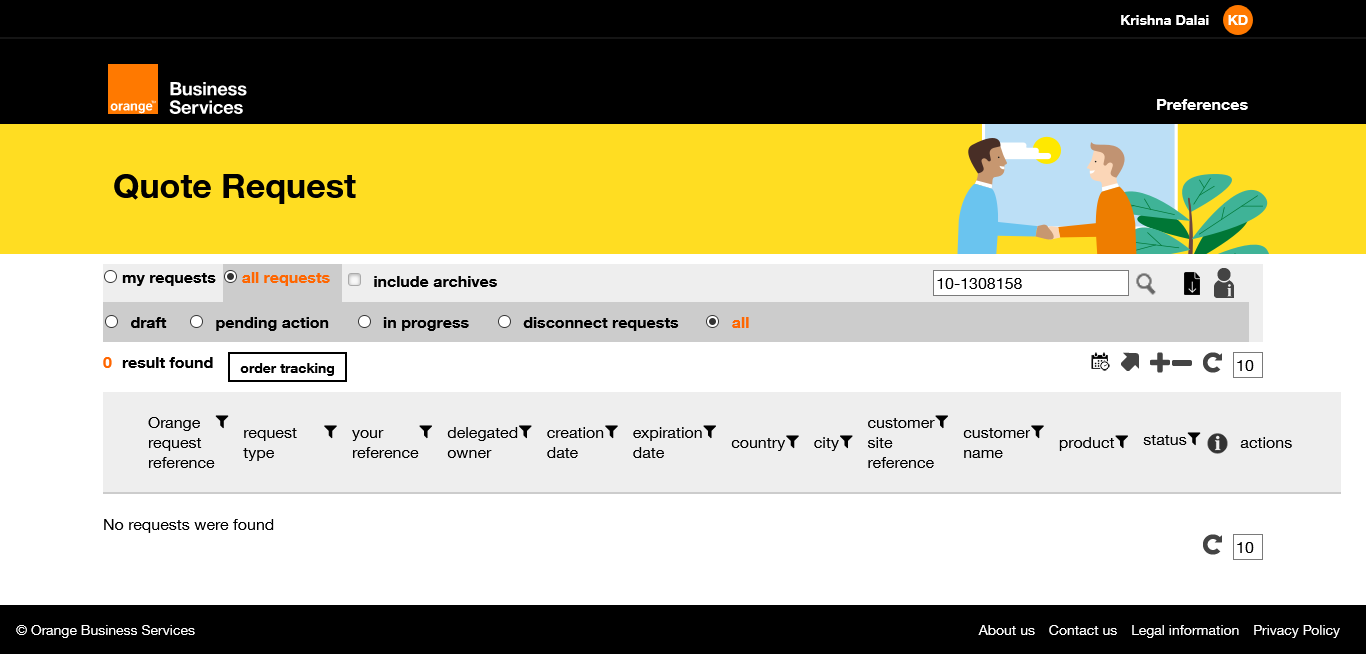 Krishna Dalai KD
orange™ Business
Services
Preferences
Quote Request
my requests all requests include archives 10-1308158
draft pending action in progress disconnect requests all
0 result found order tracking 10
Orange
request
reference
request
type
your
reference
delegated
owner
creation
date
expiration
date
country
city
customer
site
reference
customer
name
product
status
actions
No requests were found
10
© Orange Business Services About us Contact us Legal information Privacy Policy